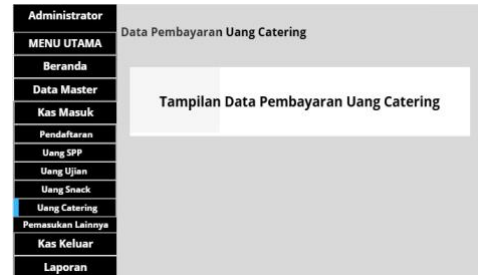 Administrator
MENU UTAMA
Beranda
Data Master
Kas Masuk
Pendaftaran
Uang SPP
Uang Ujian
Uang Snack
Uang Catering
Pemasukan Lainnya
Kas Keluar
Laporan
Data Pembayaran Uang Catering
Tampilan Data Pembayaran Uang Catering